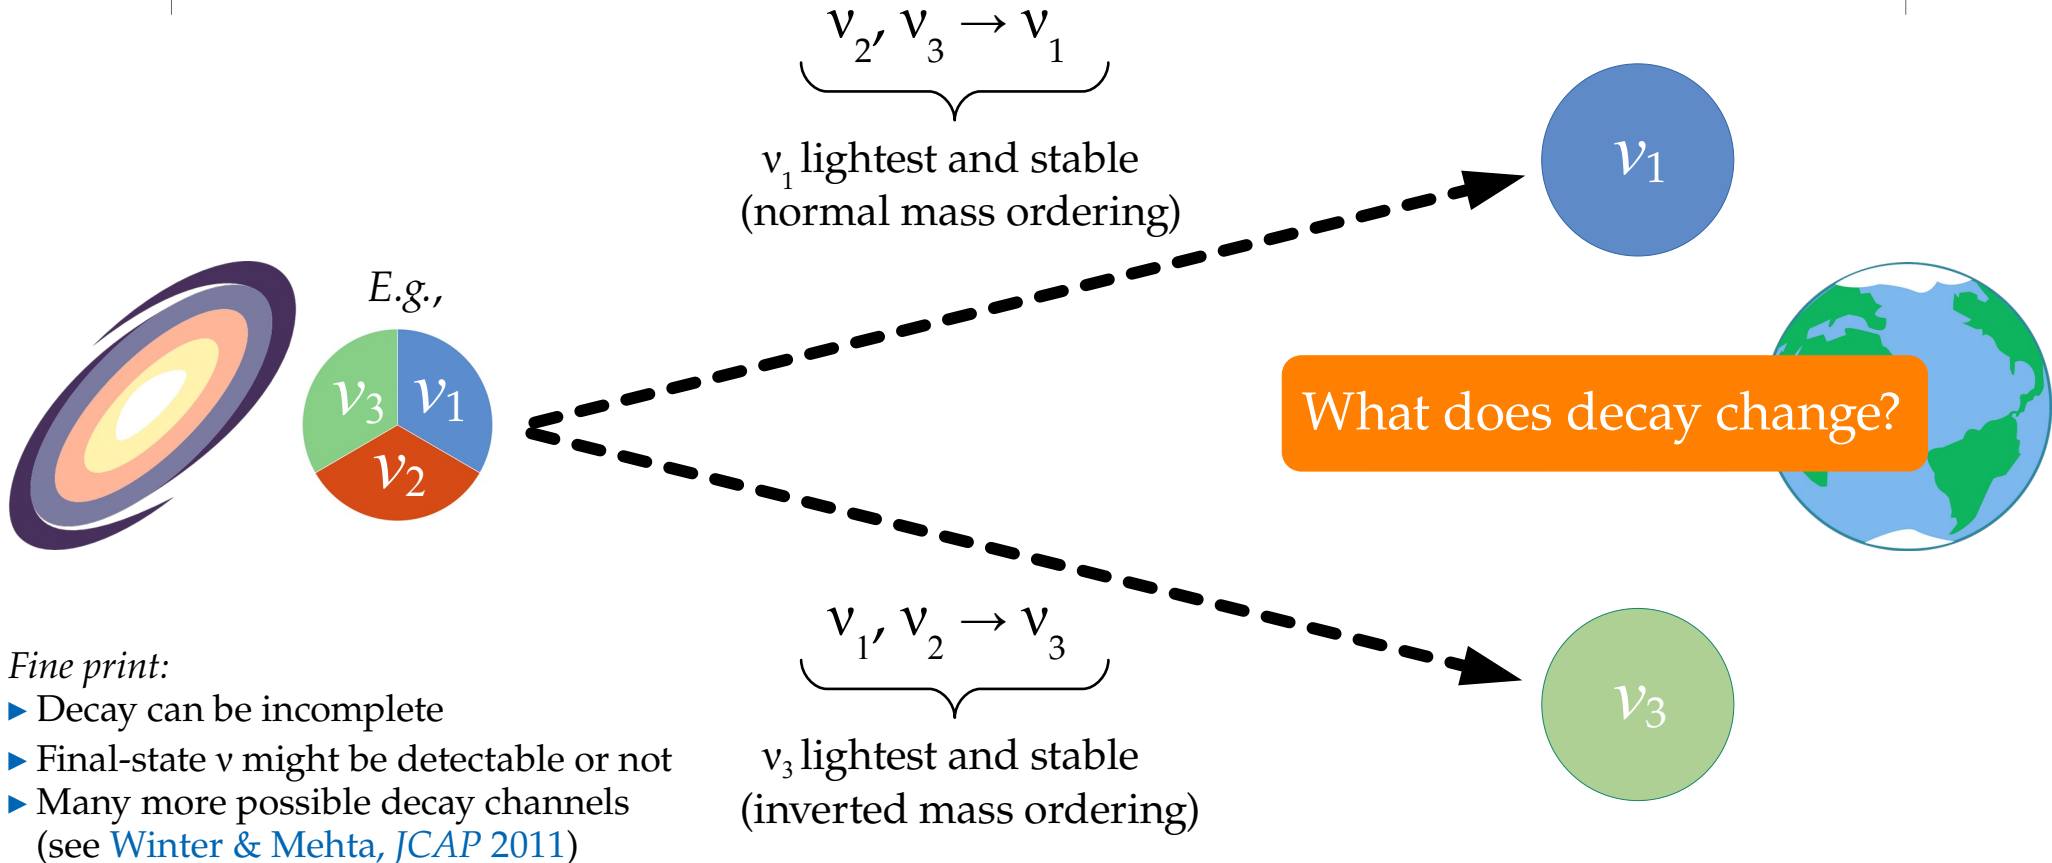 ν₂, ν₃ → ν₁
ν₁ lightest and stable
(normal mass ordering)
ν₁
E.g.,
ν₃ ν₁
ν₂
What does decay change?
ν₁, ν₂ → ν₃
ν₃ lightest and stable
(inverted mass ordering)
ν₃
Fine print:
► Decay can be incomplete
► Final-state ν might be detectable or not
► Many more possible decay channels
(see Winter & Mehta, JCAP 2011)